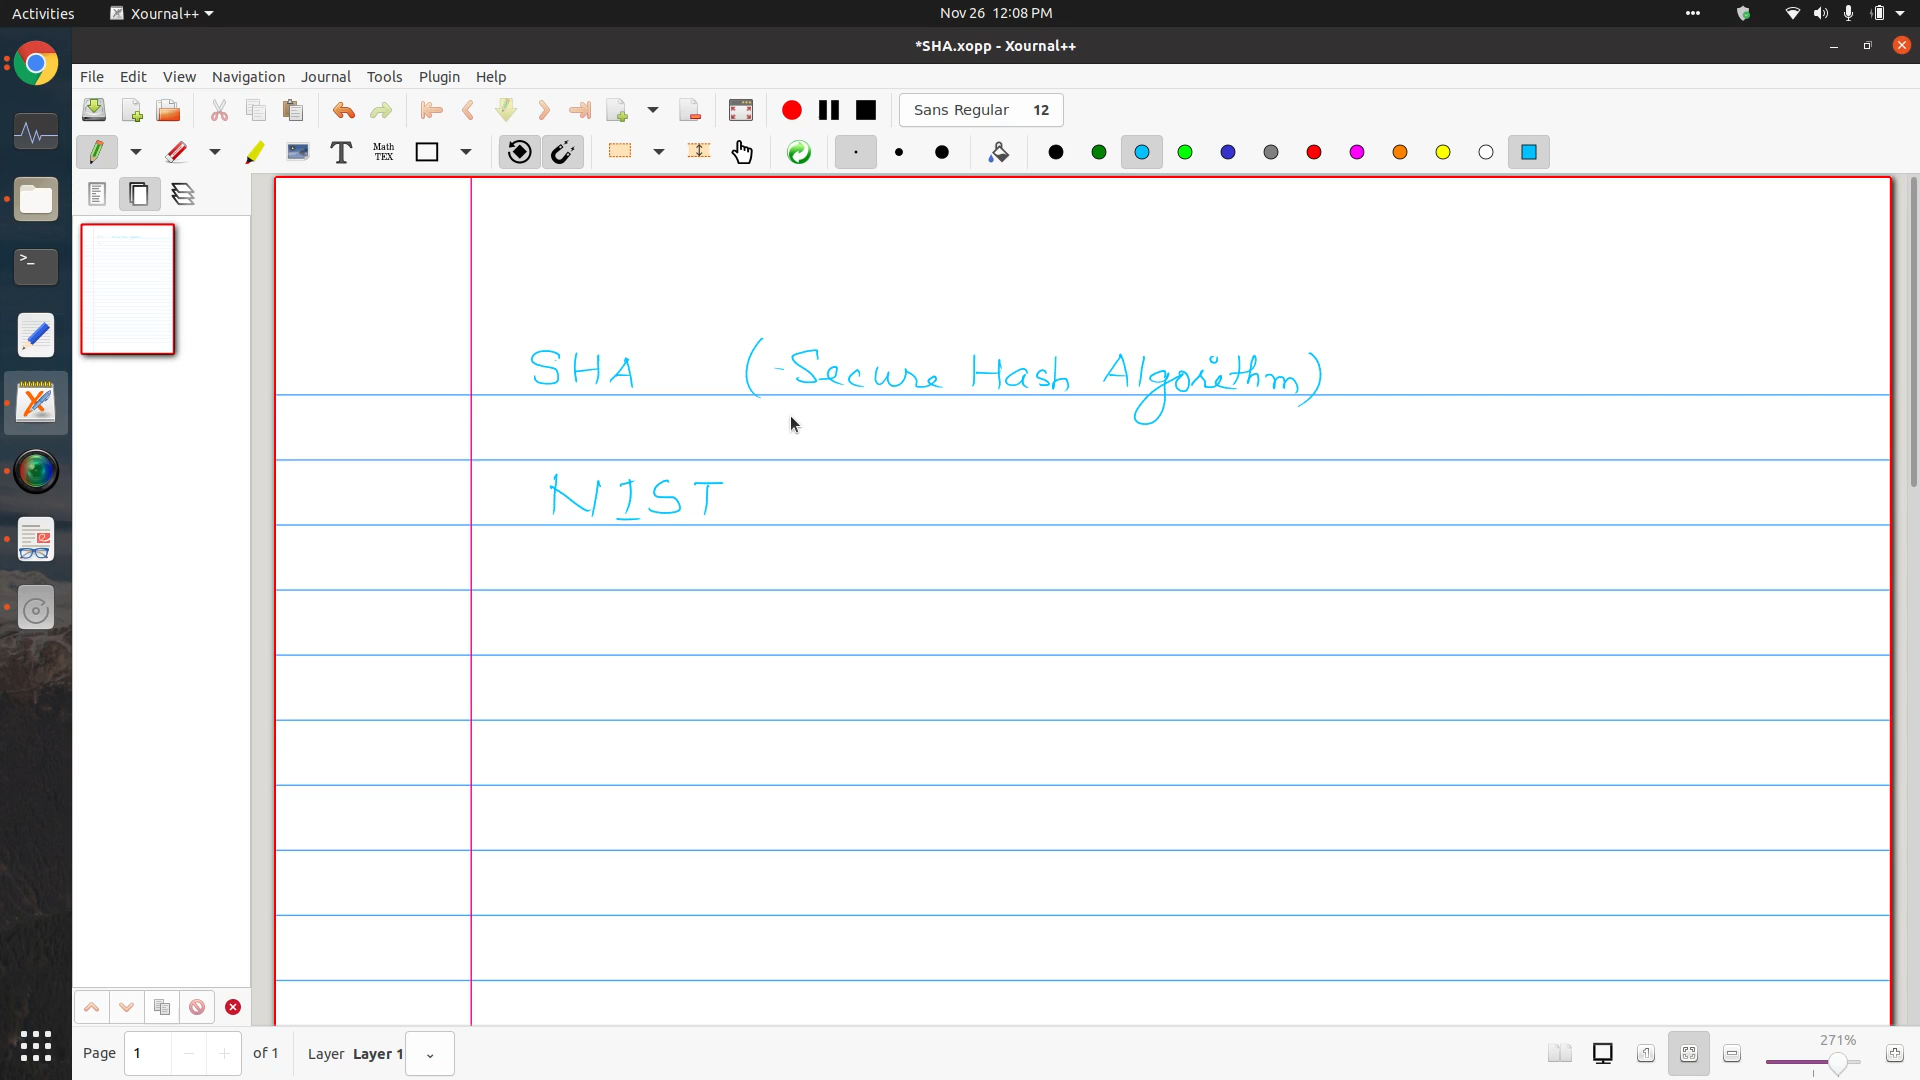 Activities Xournal++ Nov 26 12:08 PM
*SHA.xopp - Xournal++
File Edit View Navigation Journal Tools Plugin Help
Sans Regular 12
Math TEX
SHA (-Secure Hash Algorithm)
NIST
Page 1 of 1 Layer Layer 1 271%